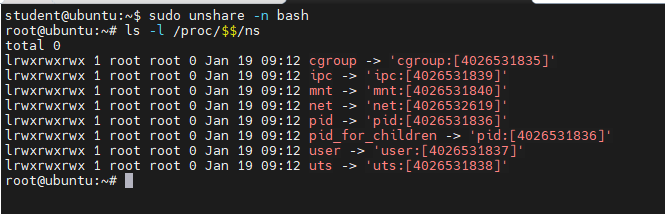 student@ubuntu:~$ sudo unshare -n bash
root@ubuntu:~# ls -l /proc/$$/ns
total 0
lrwxrwxrwx 1 root root 0 Jan 19 09:12 cgroup -> 'cgroup:[4026531835]'
lrwxrwxrwx 1 root root 0 Jan 19 09:12 ipc -> 'ipc:[4026531839]'
lrwxrwxrwx 1 root root 0 Jan 19 09:12 mnt -> 'mnt:[4026531840]'
lrwxrwxrwx 1 root root 0 Jan 19 09:12 net -> 'net:[4026532619]'
lrwxrwxrwx 1 root root 0 Jan 19 09:12 pid -> 'pid:[4026531836]'
lrwxrwxrwx 1 root root 0 Jan 19 09:12 pid_for_children -> 'pid:[4026531836]'
lrwxrwxrwx 1 root root 0 Jan 19 09:12 user -> 'user:[4026531837]'
lrwxrwxrwx 1 root root 0 Jan 19 09:12 uts -> 'uts:[4026531838]'
root@ubuntu:~#